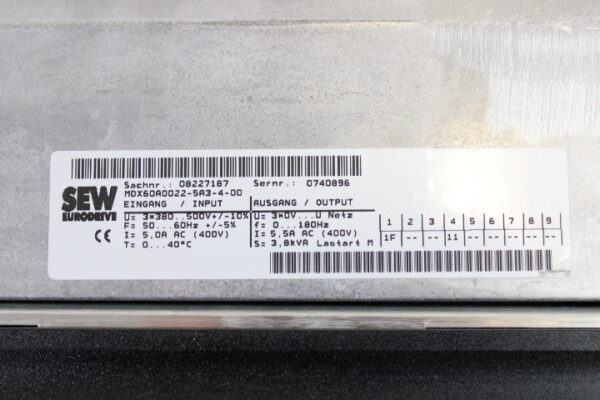 Sachnr.: 08227187 Sernr.: 0740896
MDX60A0022-5A3-4-00
SEW
EURODRIVE
EINGANG / INPUT AUSGANG / OUTPUT
U= 3*380...500V+/-10% U= 3*0V...U Netz
F= 50...60Hz +/-5% f= 0...180Hz
I= 5,0A AC (400V) I= 5,5A AC (400V)
T= 0...40°C S= 3,8kVA Lastart M
CE
1 2 3 4 5 6 7 8 9
1F -- -- 11 -- -- -- -- --